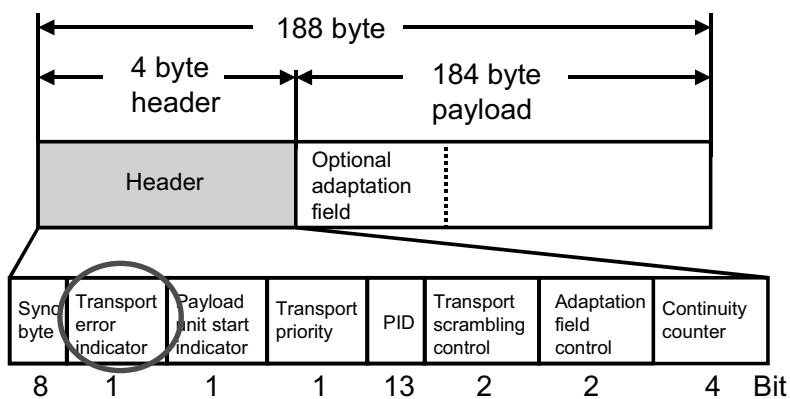 188 byte
4 byte
header
184 byte
payload
Header
Optional
adaptation
field
Sync
byte
Transport
error
indicator
Payload
unit start
indicator
Transport
priority
PID
Transport
scrambling
control
Adaptation
field
control
Continuity
counter
8 1 1 1 13 2 2 4 Bit